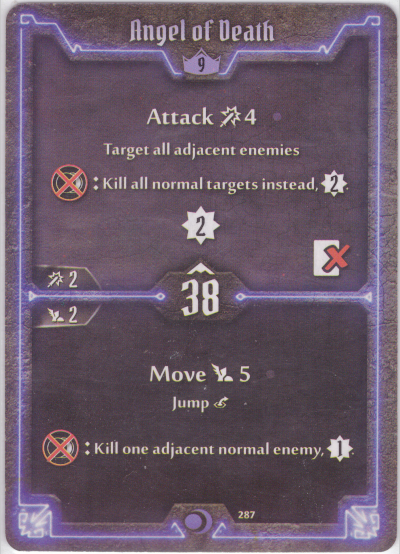 Angel of Death
9
Attack 4
Target all adjacent enemies
: Kill all normal targets instead, 2
2
2
38
2
Move 5
Jump
: Kill one adjacent normal enemy, 1
287